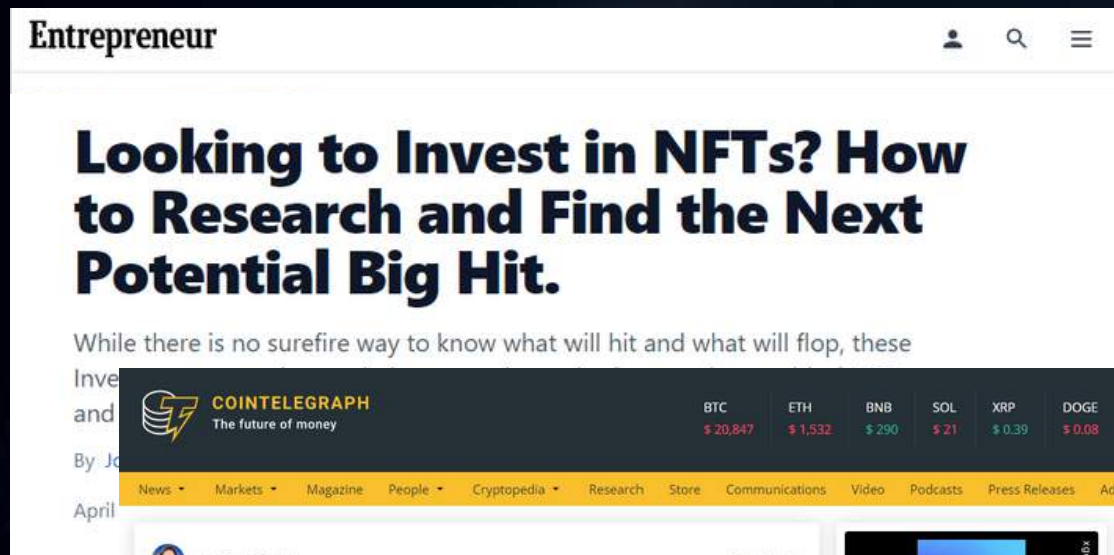 Entrepreneur
Looking to Invest in NFTs? How
to Research and Find the Next
Potential Big Hit.
While there is no surefire way to know what will hit and what will flop, these
Inve
and
By Jo
April
COINTELEGRAPH
The future of money
BTC ETH BNB SOL XRP DOGE
$ 20,847 $ 1,532 $ 290 $ 21 $ 0.39 $ 0.08
News Markets Magazine People Cryptopedia Research Store Communications Video Podcasts Press Releases Ad